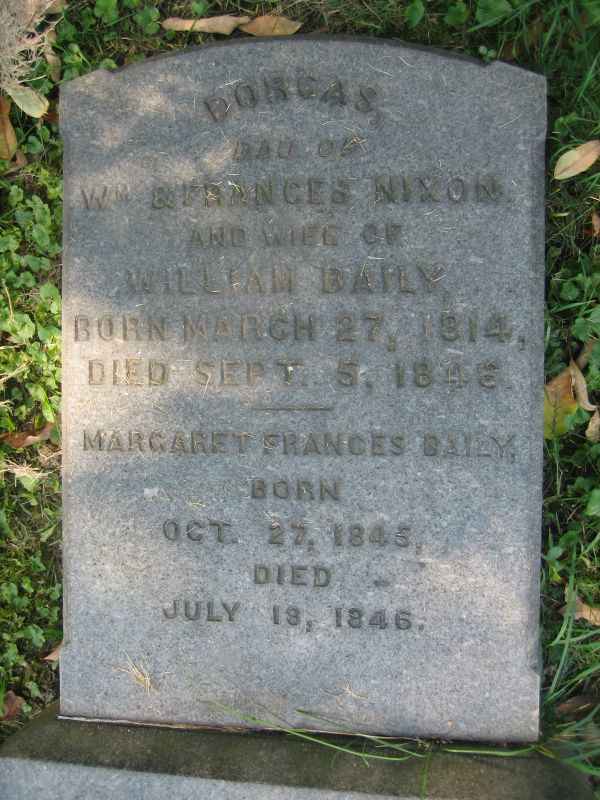 DORCAS,
DAU OF
WM & FRANCES NIXON.
AND WIFE OF
WILLIAM BAILY,
BORN MARCH 27, 1814,
DIED SEPT. 5, 1846.
MARGARET FRANCES BAILY,
BORN
OCT. 27, 1845,
DIED
JULY 13, 1846.